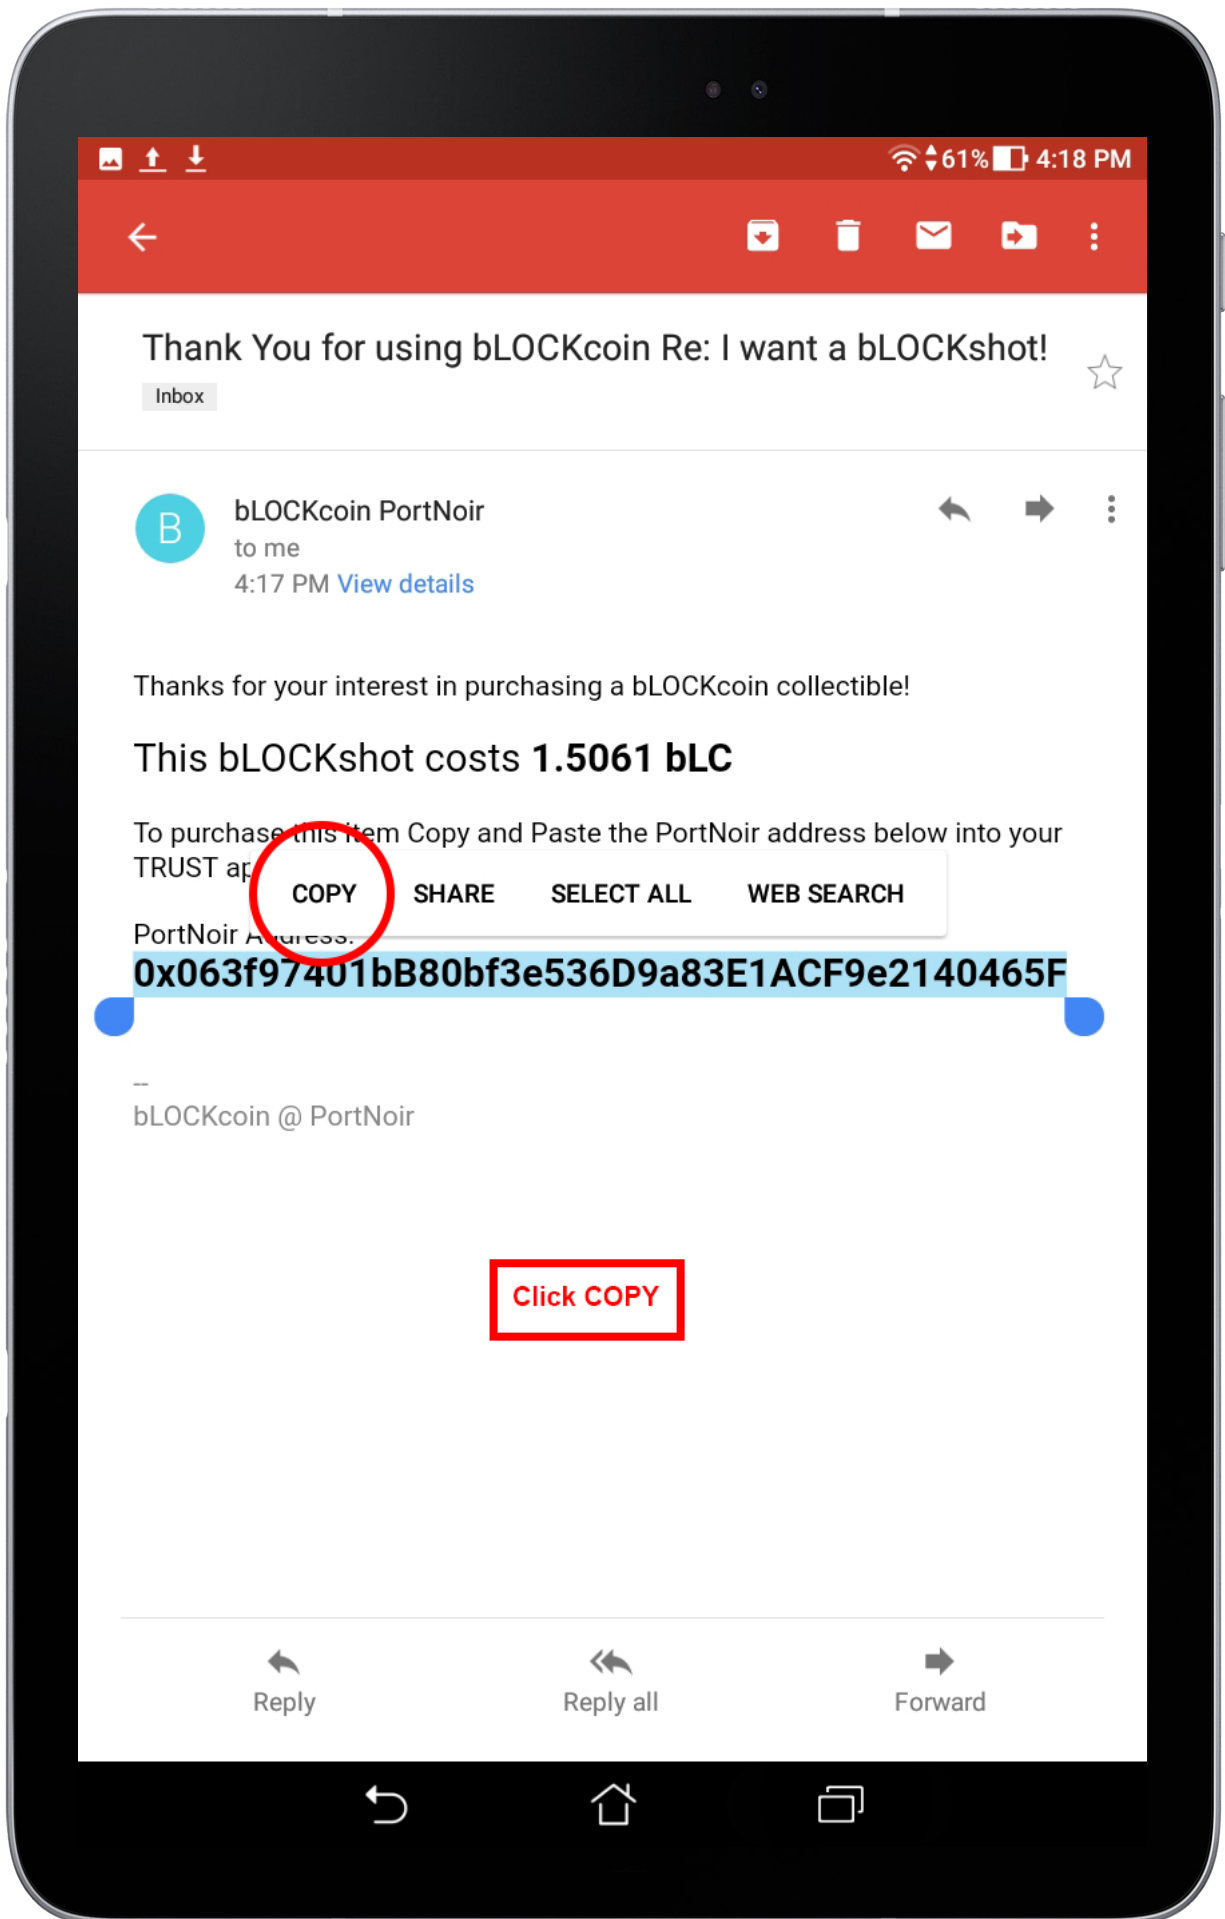 61% 4:18 PM
Thank You for using bLOCKcoin Re: I want a bLOCKshot!
Inbox
B
bLOCKcoin PortNoir
to me
4:17 PM View details
Thanks for your interest in purchasing a bLOCKcoin collectible!
This bLOCKshot costs 1.5061 bLC
To purchase this item Copy and Paste the PortNoir address below into your
TRUST ap
COPY SHARE SELECT ALL WEB SEARCH
PortNoir Address:
0x063f97401bB80bf3e536D9a83E1ACF9e2140465F
--
bLOCKcoin @ PortNoir
Click COPY
Reply Reply all Forward